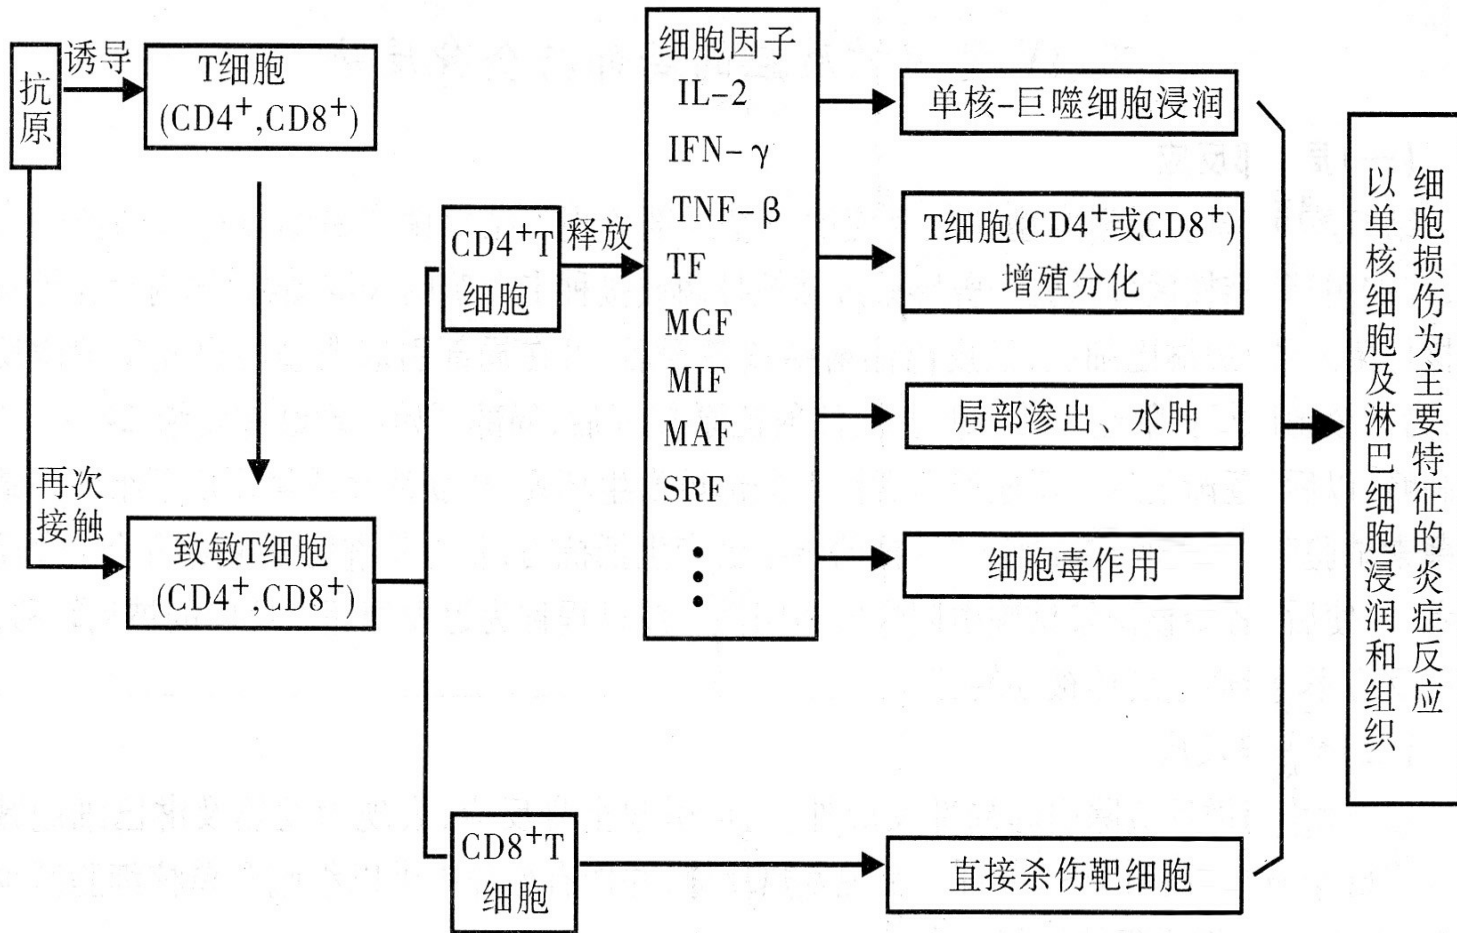 抗原
诱导
T细胞
(CD4⁺,CD8⁺)
再次
接触
致敏T细胞
(CD4⁺,CD8⁺)
CD4⁺T
细胞
释放
细胞因子
IL-2
IFN-γ
TNF-β
TF
MCF
MIF
MAF
SRF
⋮
CD8⁺T
细胞
单核-巨噬细胞浸润
T细胞(CD4⁺或CD8⁺)
增殖分化
局部渗出、水肿
细胞毒作用
直接杀伤靶细胞
以单核细胞及淋巴细胞浸润和组织
细胞损伤为主要特征的炎症反应